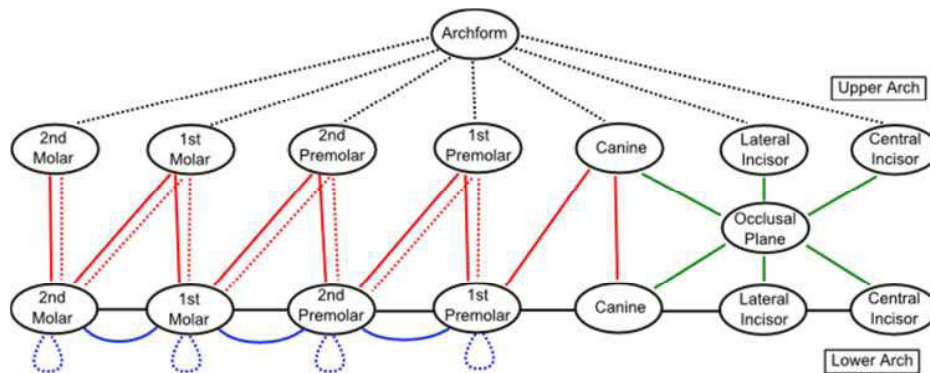 Archform
Upper Arch
2nd
Molar
1st
Molar
2nd
Premolar
1st
Premolar
Canine
Lateral
Incisor
Central
Incisor
Occlusal
Plane
2nd
Molar
1st
Molar
2nd
Premolar
1st
Premolar
Canine
Lateral
Incisor
Central
Incisor
Lower Arch